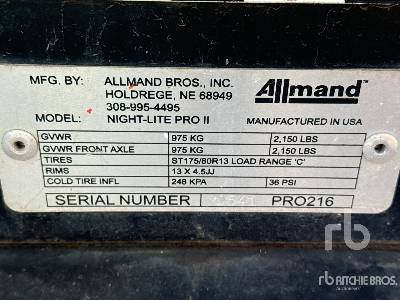 MFG. BY: ALLMAND BROS., INC. Allmand
HOLDREGE, NE 68949
308-995-4495
MODEL: NIGHT-LITE PRO II MANUFACTURED IN USA
GVWR 975 KG 2,150 LBS
GVWR FRONT AXLE 975 KG 2,150 LBS
TIRES ST175/80R13 LOAD RANGE 'C'
RIMS 13 X 4.5JJ
COLD TIRE INFL 248 KPA 36 PSI
SERIAL NUMBER PRO216
rb
RITCHIE BROS.